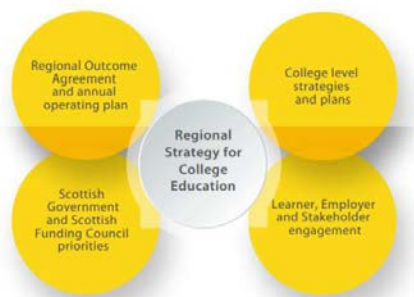 Regional Outcome
Agreement
and annual
operating plan
College level
strategies
and plans
Regional
Strategy for
College
Education
Scottish
Government
and Scottish
Funding Council
priorities
Learner, Employer
and Stakeholder
engagement